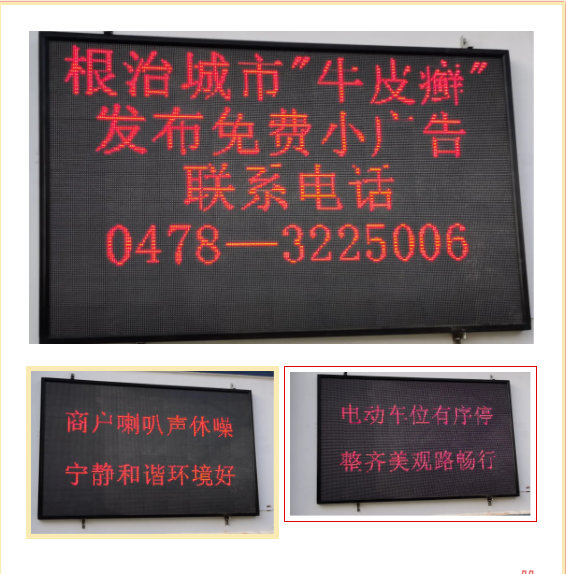 根治城市"牛皮癣"
发布免费小广告
联系电话
0478—3225006
商户喇叭声休噪
宁静和谐环境好
电动车位有序停
整齐美观路畅行